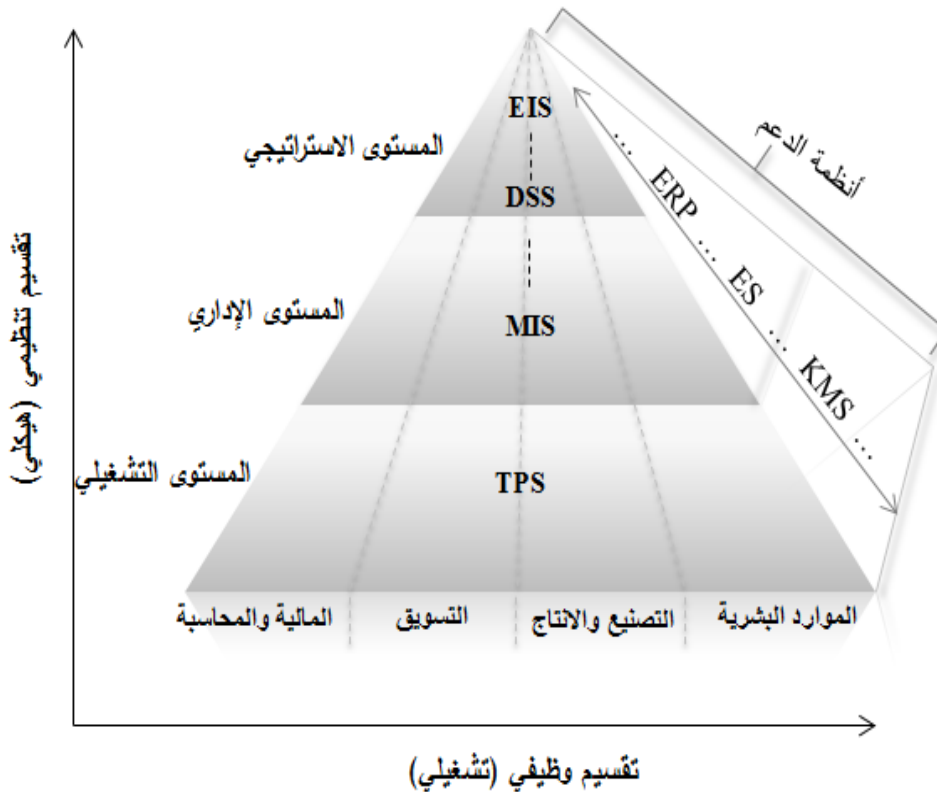 EIS
المستوى الاستراتيجي
DSS
أنظمة الدعم
... ERP ... ES ... KMS ...
المستوى الإداري
MIS
المستوى التشغيلي
TPS
تقسيم تنظيمي (هيكلي)
الموارد البشرية
التصنيع والانتاج
التسويق
المالية والمحاسبة
تقسيم وظيفي (تشغيلي)